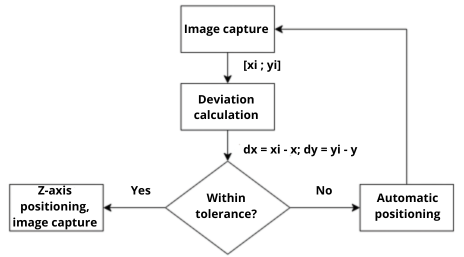 Image capture
[xi ; yi]
Deviation
calculation
dx = xi - x; dy = yi - y
Within
tolerance?
Yes
No
Z-axis
positioning,
image capture
Automatic
positioning